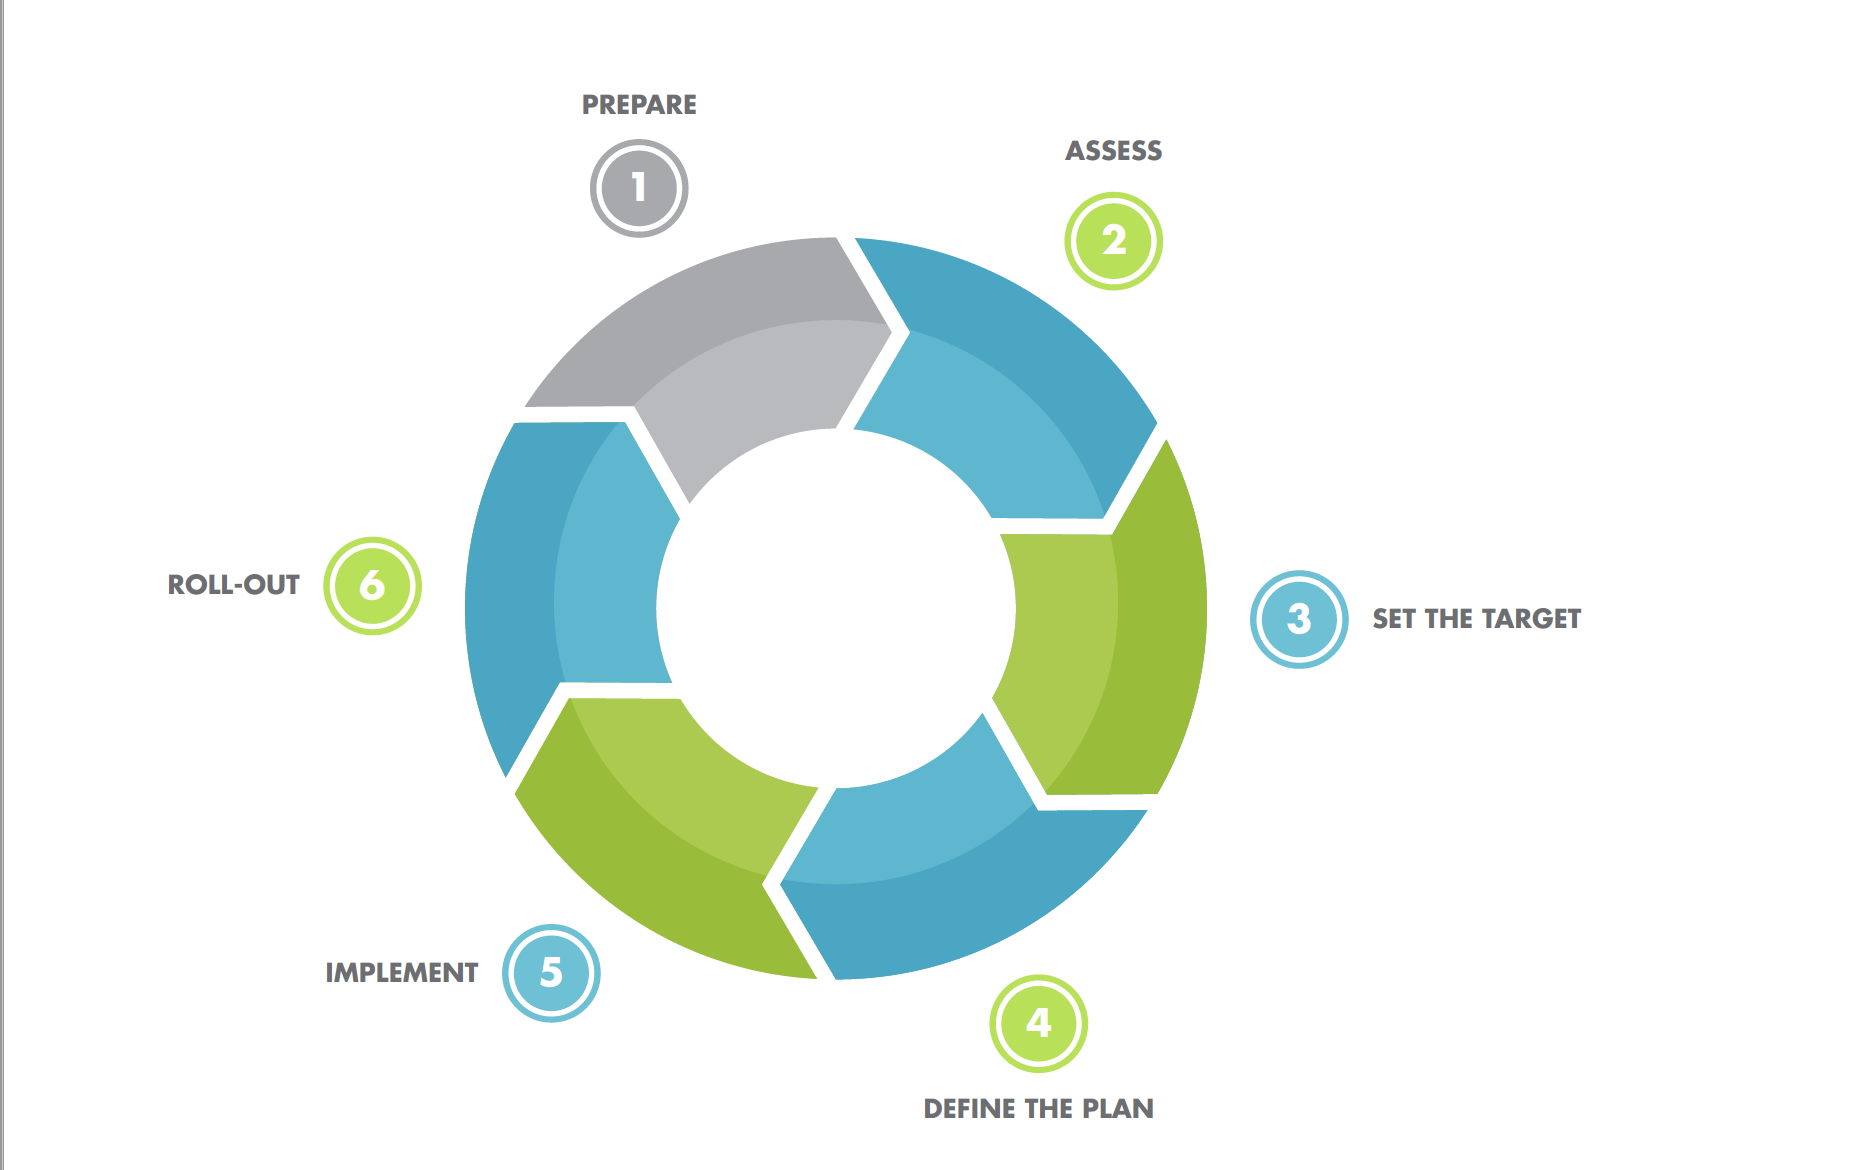 PREPARE
1
ASSESS
2
3
SET THE TARGET
4
DEFINE THE PLAN
IMPLEMENT
5
ROLL-OUT
6